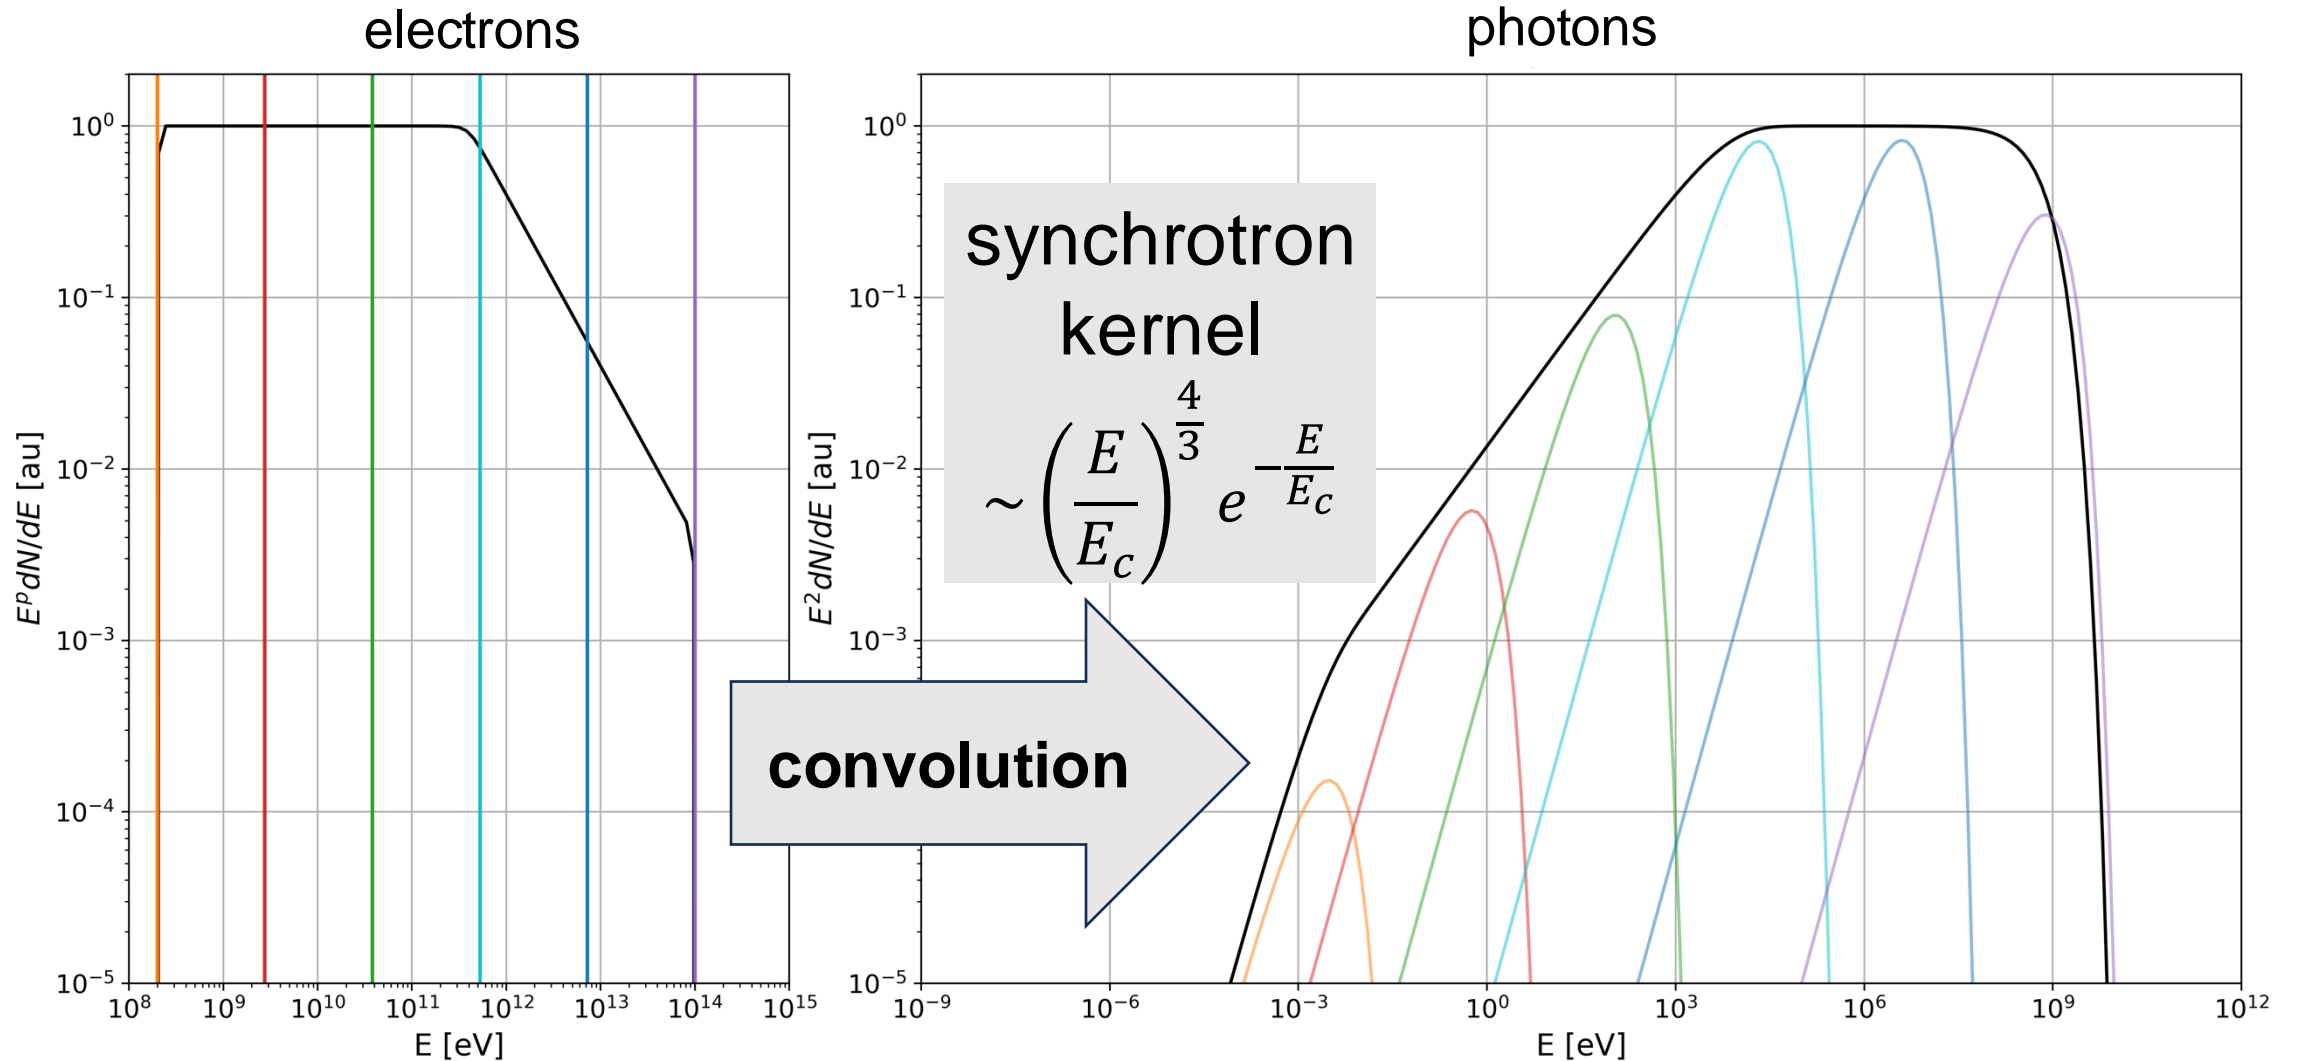 electrons
photons
10^0
10^-1
10^-2
10^-3
10^-4
10^-5
E^p dN/dE [au]
10^8 10^9 10^10 10^11 10^12 10^13 10^14 10^15
E [eV]
10^0
10^-1
10^-2
10^-3
10^-4
10^-5
E^2 dN/dE [au]
synchrotron
kernel
~(E/E_c)^(4/3) e^(-E/E_c)
convolution
10^-9 10^-6 10^-3 10^0 10^3 10^6 10^9 10^12
E [eV]